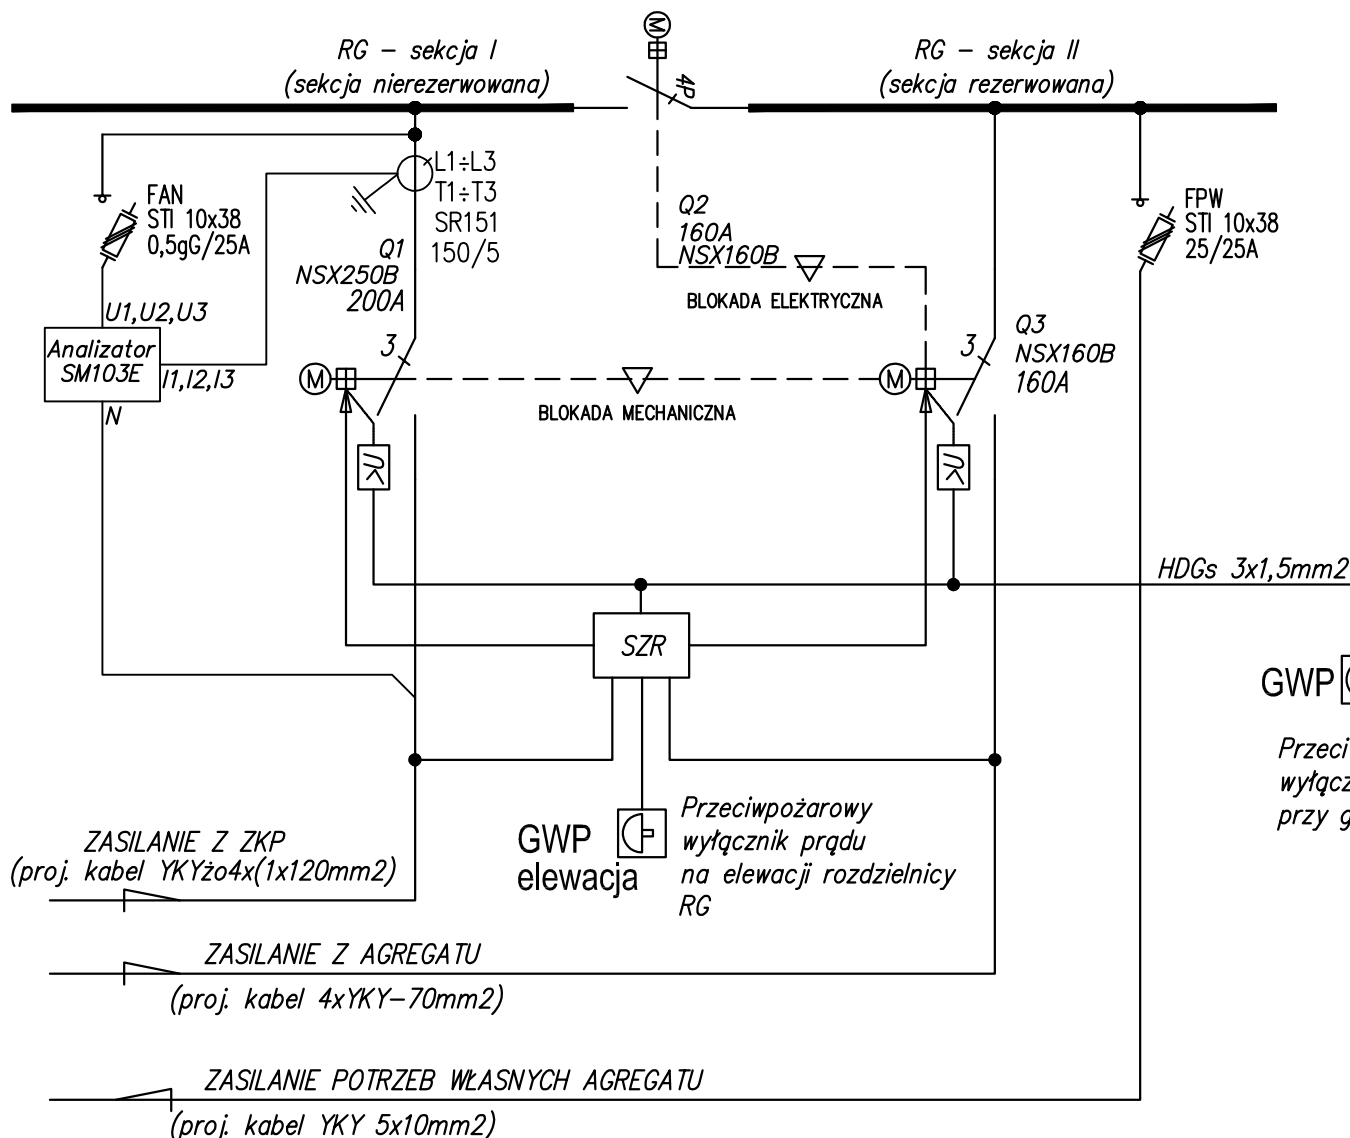 RG – sekcja I
(sekcja nierezerwowana)
M
4P
RG – sekcja II
(sekcja rezerwowana)
L1÷L3
T1÷T3
SR151
150/5
FAN
STI 10x38
0,5gG/25A
Q1
NSX250B
200A
Q2
160A
NSX160B
BLOKADA ELEKTRYCZNA
FPW
STI 10x38
25/25A
U1,U2,U3
Analizator
SM103E
I1,I2,I3
N
3
M
BLOKADA MECHANICZNA
M
3
Q3
NSX160B
160A
HDGs 3x1,5mm2
SZR
GWP
Przeci
wyłącz
przy g
GWP
elewacja
Przeciwpożarowy
wyłącznik prądu
na elewacji rozdzielnicy
RG
ZASILANIE Z ZKP
(proj. kabel YKYżo4x(1x120mm2)
ZASILANIE Z AGREGATU
(proj. kabel 4xYKY–70mm2)
ZASILANIE POTRZEB WŁASNYCH AGREGATU
(proj. kabel YKY 5x10mm2)